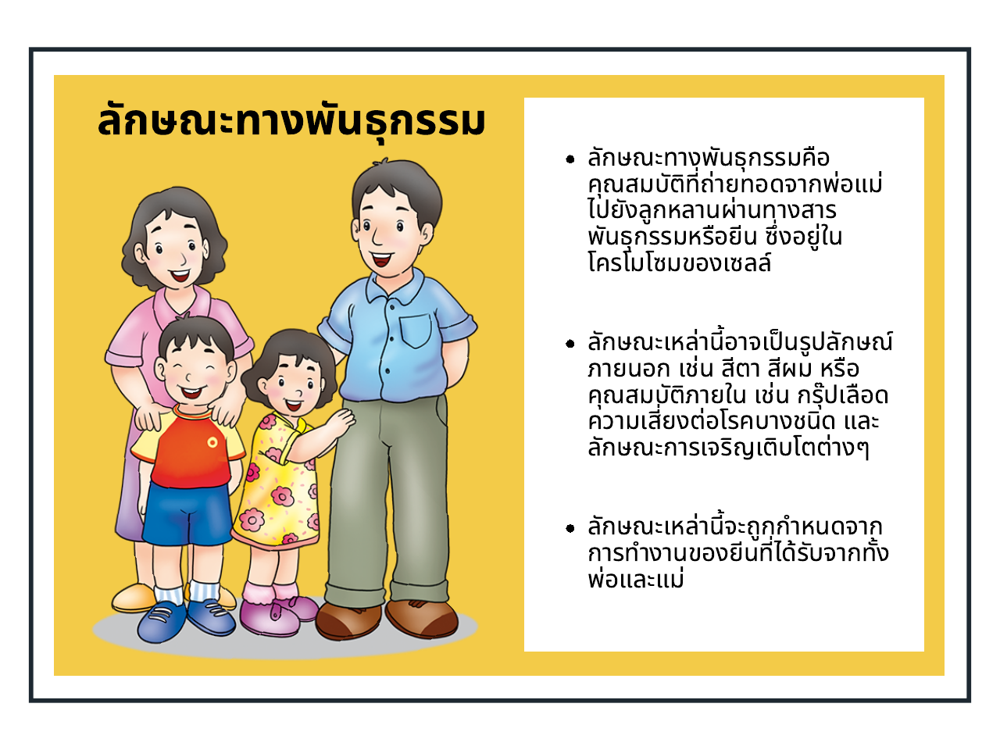 ลักษณะทางพันธุกรรม
• ลักษณะทางพันธุกรรมคือ
คุณสมบัติที่ถ่ายทอดจากพ่อแม่
ไปยังลูกหลานผ่านทางสาร
พันธุกรรมหรือยีน ซึ่งอยู่ใน
โครโมโซมของเซลล์
• ลักษณะเหล่านี้อาจเป็นรูปลักษณ์
ภายนอก เช่น สีตา สีผม หรือ
คุณสมบัติภายใน เช่น กรุ๊ปเลือด
ความเสี่ยงต่อโรคบางชนิด และ
ลักษณะการเจริญเติบโตต่างๆ
• ลักษณะเหล่านี้จะถูกกำหนดจาก
การทำงานของยีนที่ได้รับจากทั้ง
พ่อและแม่